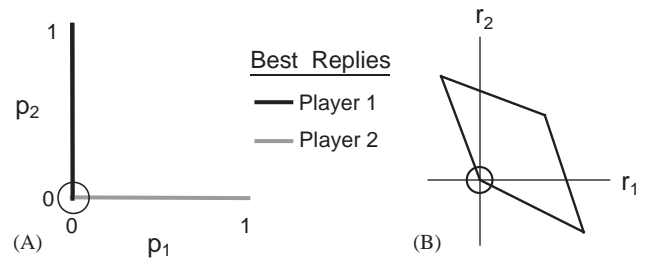 1
p2
0
0
1
(A)
p1
Best Replies
Player 1
Player 2
r2
r1
(B)